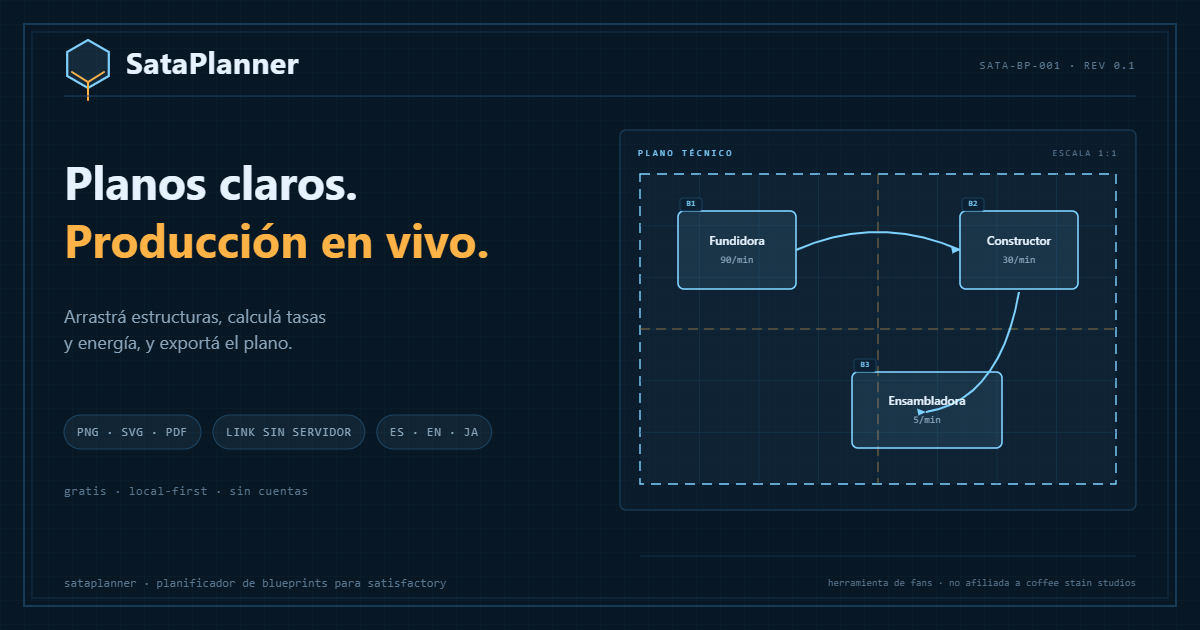 SataPlanner
SATA-BP-001 · REV 0.1
Planos claros.
Producción en vivo.
Arrastrá estructuras, calculá tasas
y energía, y exportá el plano.
PNG · SVG · PDF
LINK SIN SERVIDOR
ES · EN · JA
gratis · local-first · sin cuentas
PLANO TÉCNICO
ESCALA 1:1
B1
Fundidora
90/min
B2
Constructor
30/min
B3
Ensambladora
5/min
sataplanner · planificador de blueprints para satisfactory
herramienta de fans · no afiliada a coffee stain studios